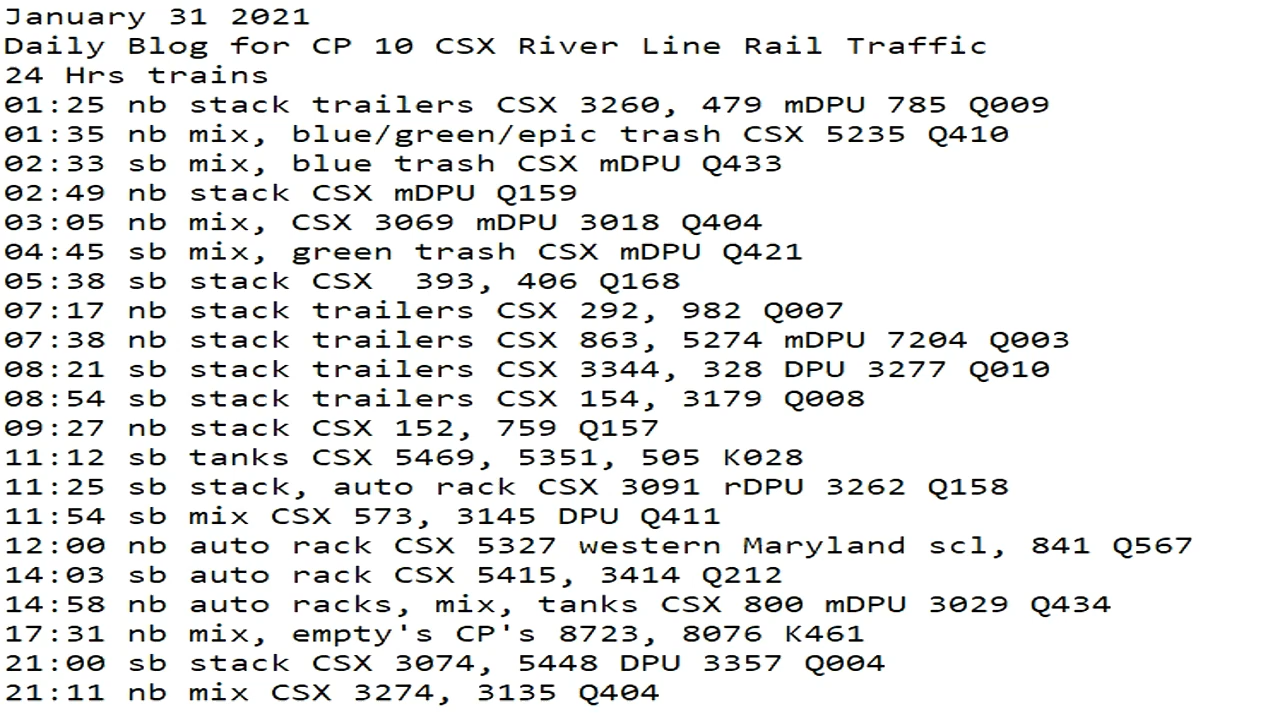 January 31 2021
Daily Blog for CP 10 CSX River Line Rail Traffic
24 Hrs trains
01:25 nb stack trailers CSX 3260, 479 mDPU 785 Q009
01:35 nb mix, blue/green/epic trash CSX 5235 Q410
02:33 sb mix, blue trash CSX mDPU Q433
02:49 nb stack CSX mDPU Q159
03:05 nb mix, CSX 3069 mDPU 3018 Q404
04:45 sb mix, green trash CSX mDPU Q421
05:38 sb stack CSX  393, 406 Q168
07:17 nb stack trailers CSX 292, 982 Q007
07:38 nb stack trailers CSX 863, 5274 mDPU 7204 Q003
08:21 sb stack trailers CSX 3344, 328 DPU 3277 Q010
08:54 sb stack trailers CSX 154, 3179 Q008
09:27 nb stack CSX 152, 759 Q157
11:12 sb tanks CSX 5469, 5351, 505 K028
11:25 sb stack, auto rack CSX 3091 rDPU 3262 Q158
11:54 sb mix CSX 573, 3145 DPU Q411
12:00 nb auto rack CSX 5327 western Maryland scl, 841 Q567
14:03 sb auto rack CSX 5415, 3414 Q212
14:58 nb auto racks, mix, tanks CSX 800 mDPU 3029 Q434
17:31 nb mix, empty's CP's 8723, 8076 K461
21:00 sb stack CSX 3074, 5448 DPU 3357 Q004
21:11 nb mix CSX 3274, 3135 Q404